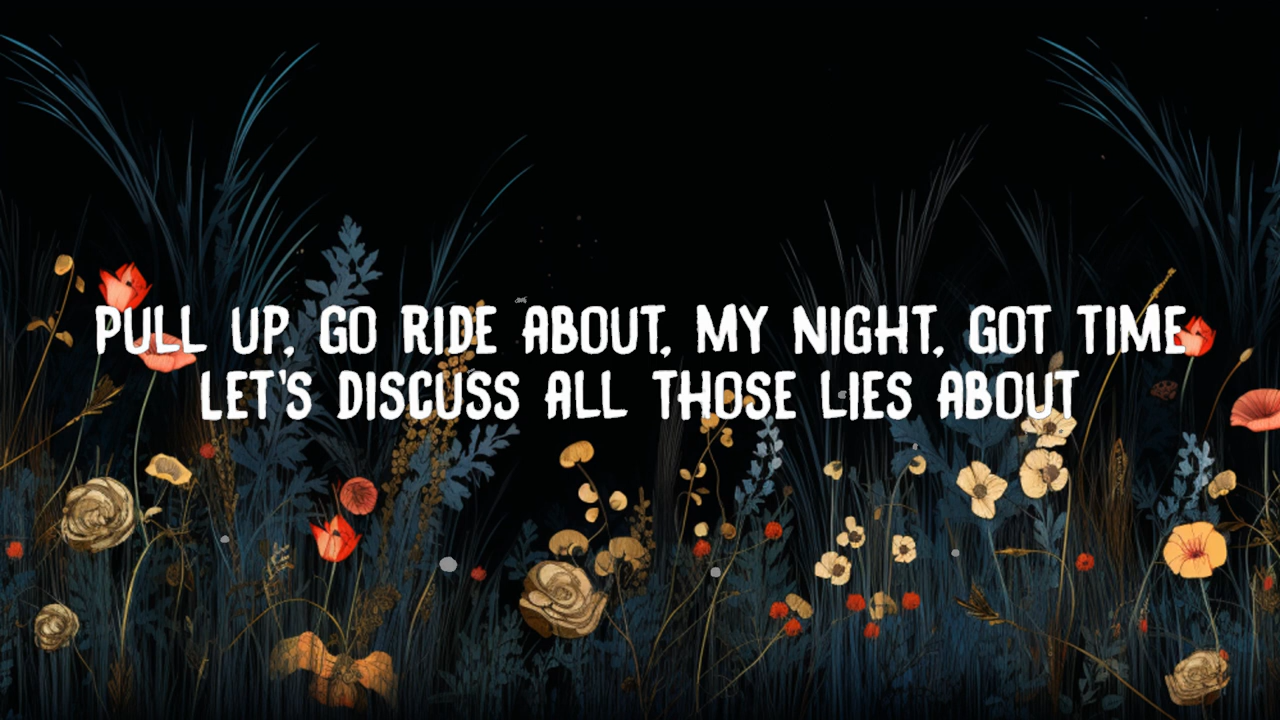 PULL UP, GO RIDE ABOUT, MY NIGHT, GOT TIME
LET'S DISCUSS ALL THOSE LIES ABOUT